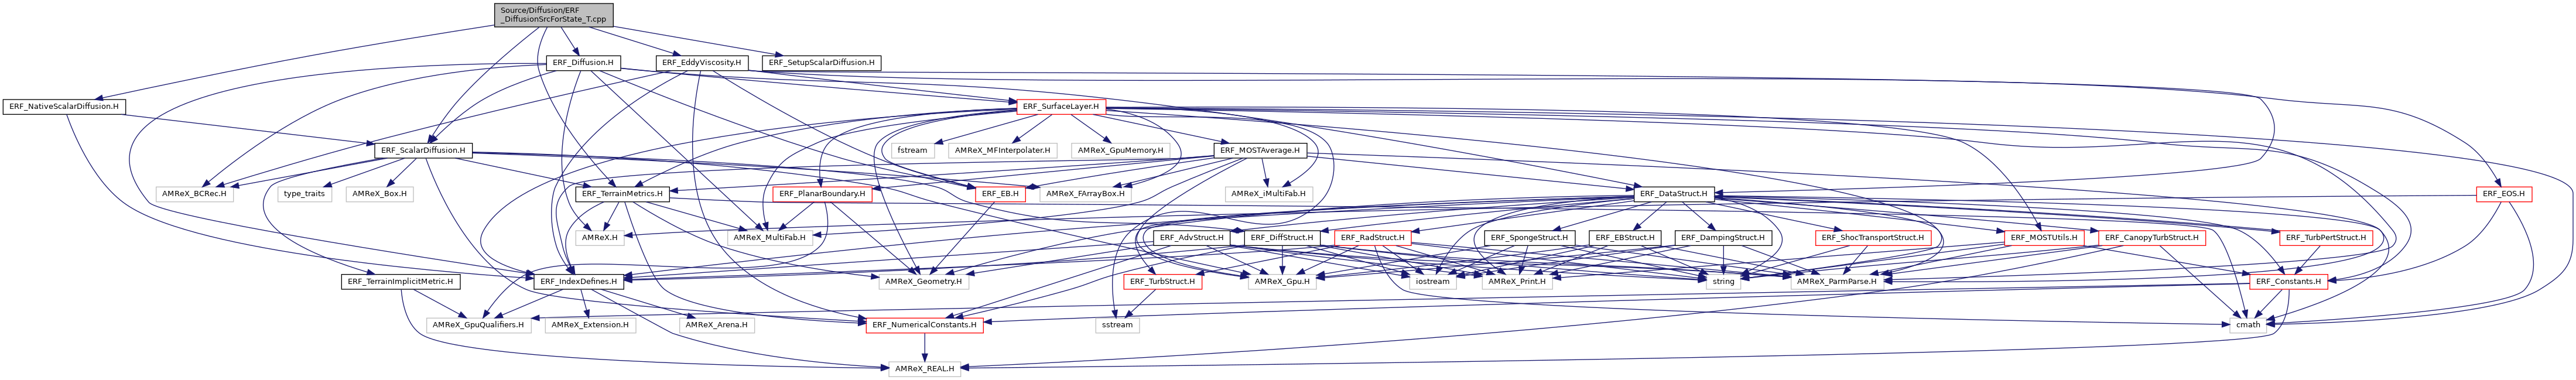 Source/Diffusion/ERF
_DiffusionSrcForState_T.cpp
ERF_Diffusion.H
ERF_EddyViscosity.H
ERF_SetupScalarDiffusion.H
ERF_NativeScalarDiffusion.H
ERF_SurfaceLayer.H
ERF_ScalarDiffusion.H
fstream
AMReX_MFInterpolater.H
AMReX_GpuMemory.H
ERF_MOSTAverage.H
AMReX_BCRec.H
type_traits
AMReX_Box.H
ERF_TerrainMetrics.H
ERF_PlanarBoundary.H
ERF_EB.H
AMReX_FArrayBox.H
AMReX_iMultiFab.H
ERF_DataStruct.H
ERF_EOS.H
AMReX.H
AMReX_MultiFab.H
ERF_AdvStruct.H
ERF_DiffStruct.H
ERF_RadStruct.H
ERF_SpongeStruct.H
ERF_EBStruct.H
ERF_DampingStruct.H
ERF_ShocTransportStruct.H
ERF_MOSTUtils.H
ERF_CanopyTurbStruct.H
ERF_TurbPertStruct.H
ERF_TerrainImplicitMetric.H
ERF_IndexDefines.H
AMReX_Geometry.H
ERF_TurbStruct.H
AMReX_Gpu.H
iostream
AMReX_Print.H
string
AMReX_ParmParse.H
ERF_Constants.H
AMReX_GpuQualifiers.H
AMReX_Extension.H
AMReX_Arena.H
ERF_NumericalConstants.H
sstream
cmath
AMReX_REAL.H